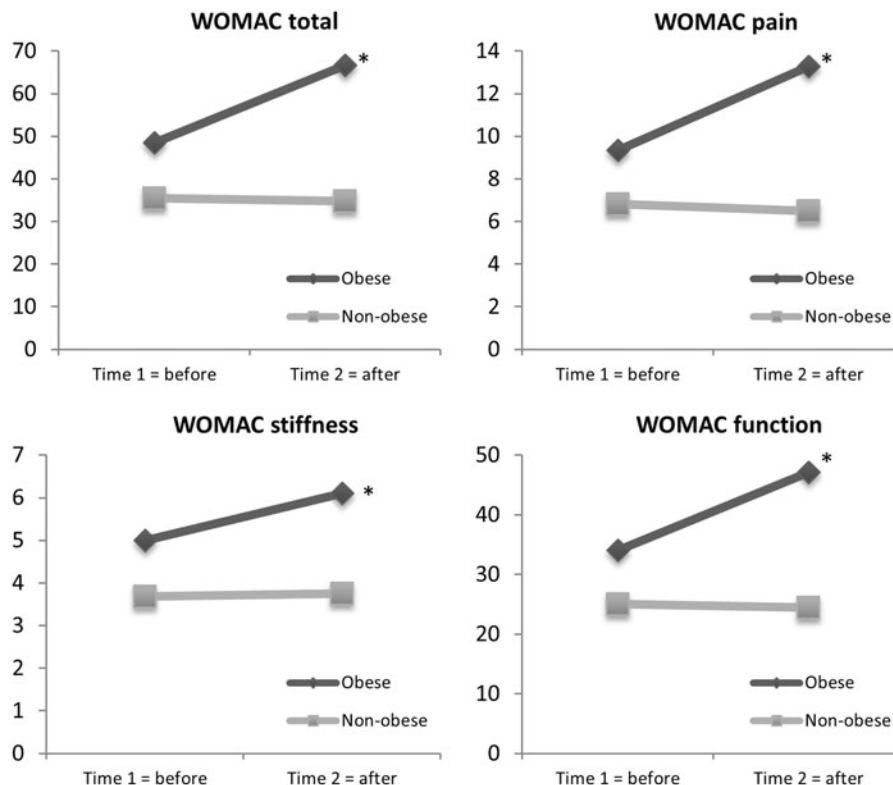 WOMAC total
70
60
50
40
30
20
10
0
*
Obese
Non-obese
Time 1 = before
Time 2 = after
WOMAC pain
14
12
10
8
6
4
2
0
*
Obese
Non-obese
Time 1 = before
Time 2 = after
WOMAC stiffness
7
6
5
4
3
2
1
0
*
Obese
Non-obese
Time 1 = before
Time 2 = after
WOMAC function
50
40
30
20
10
0
*
Obese
Non-obese
Time 1 = before
Time 2 = after